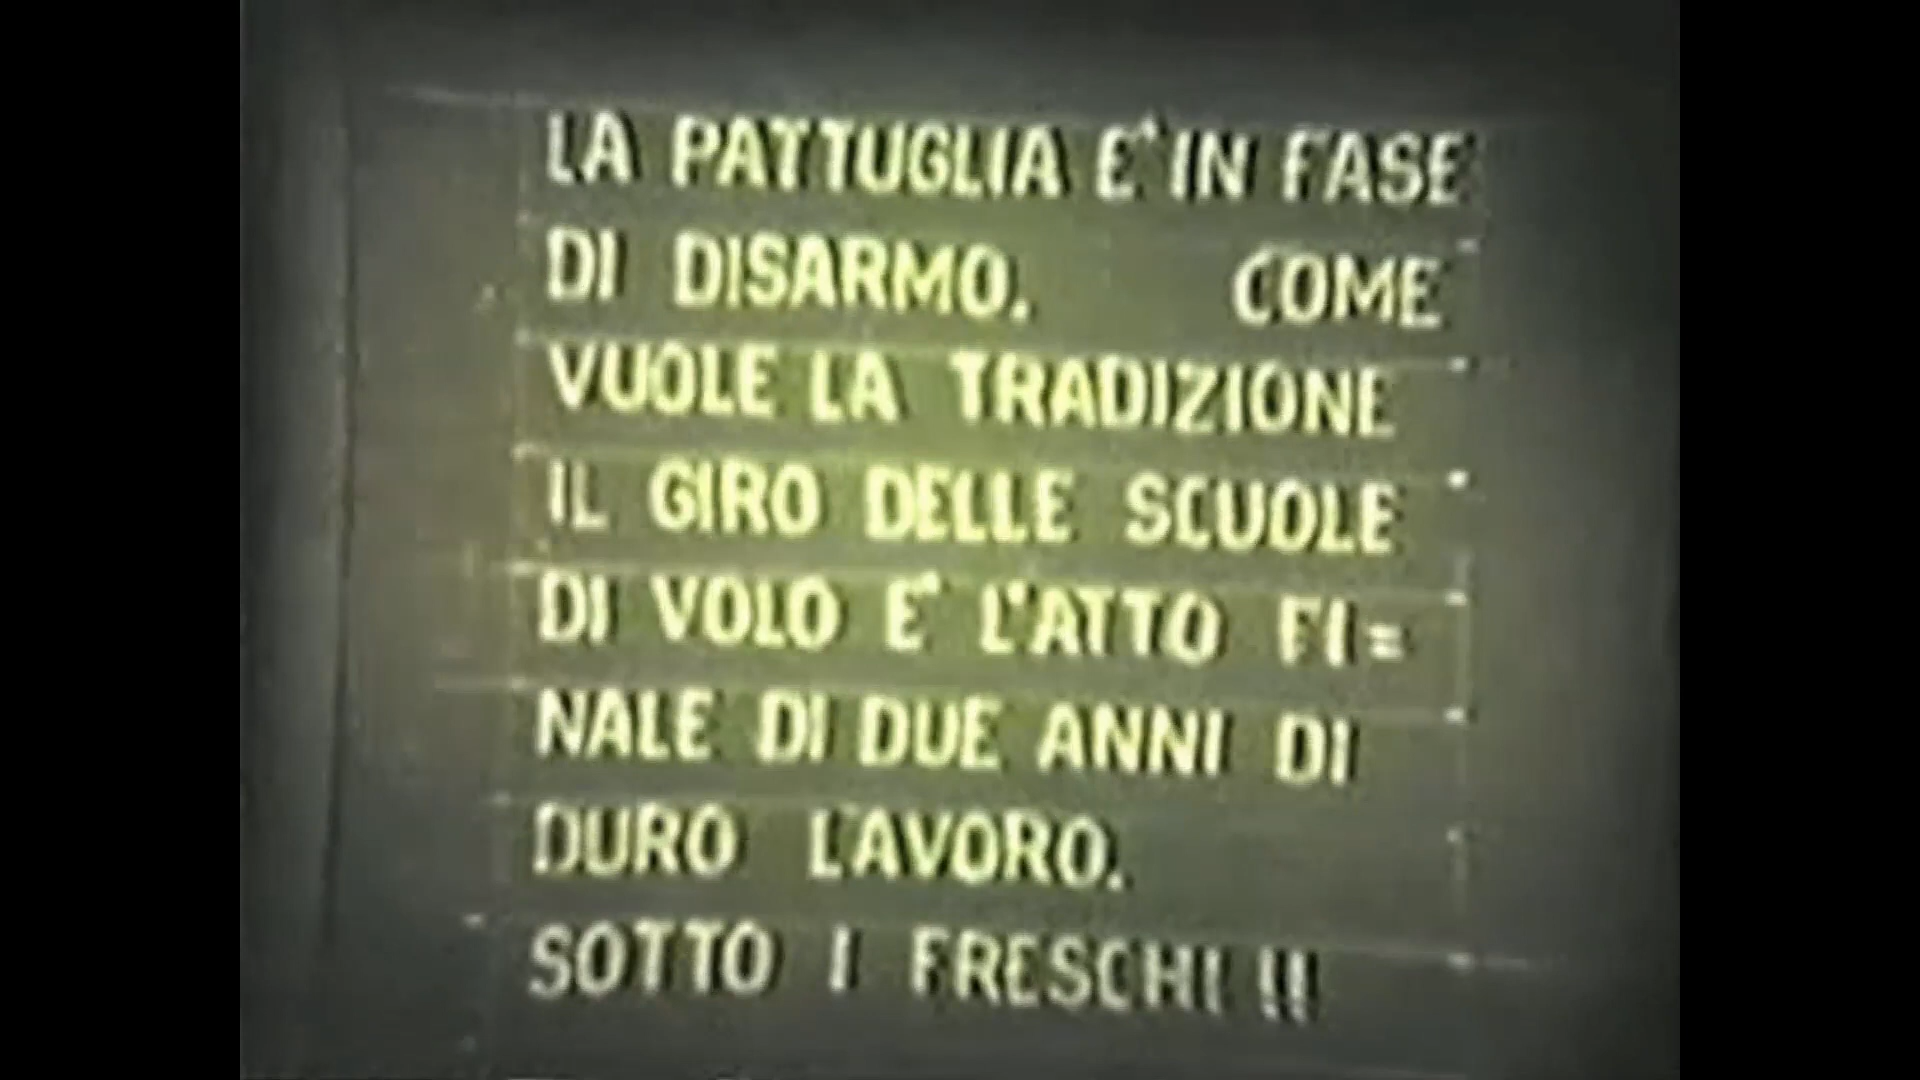 LA PATTUGLIA E' IN FASE
DI DISARMO. COME
VUOLE LA TRADIZIONE
IL GIRO DELLE SCUOLE
DI VOLO E' L'ATTO FI=
NALE DI DUE ANNI DI
DURO LAVORO.
SOTTO I FRESCHI !!